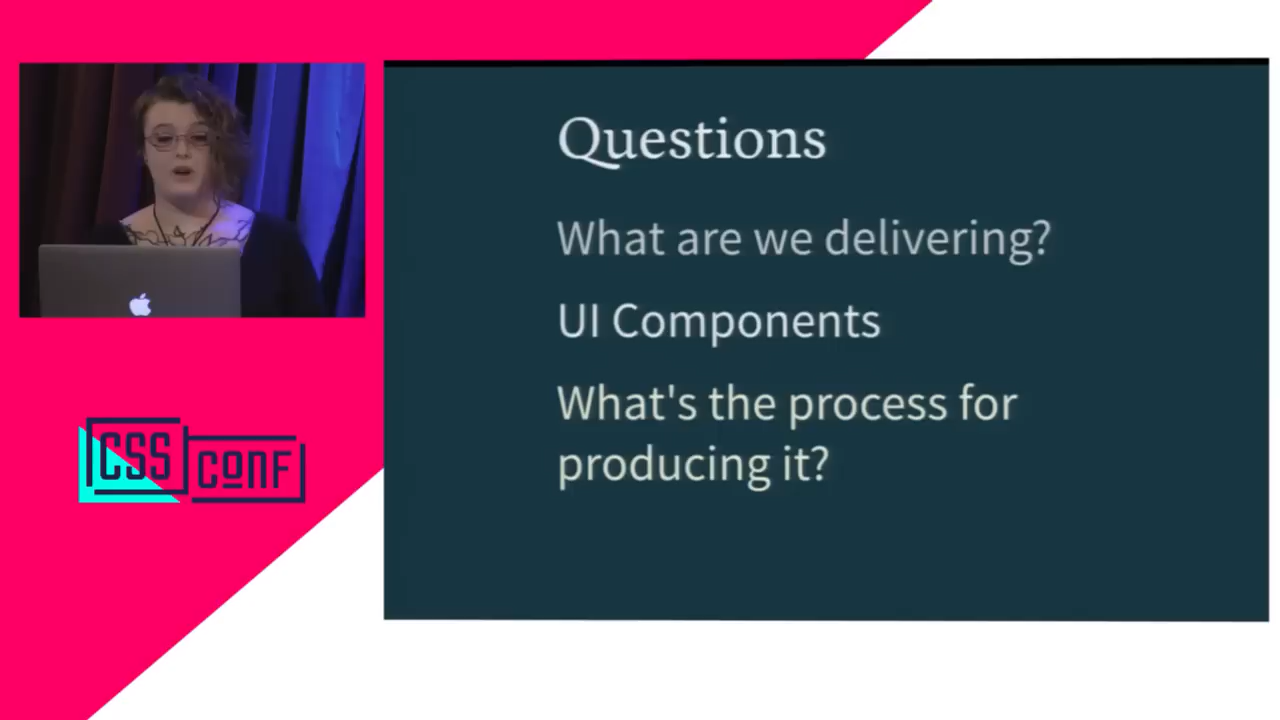 Questions
What are we delivering?
UI Components
What's the process for
producing it?
CSS
CONF